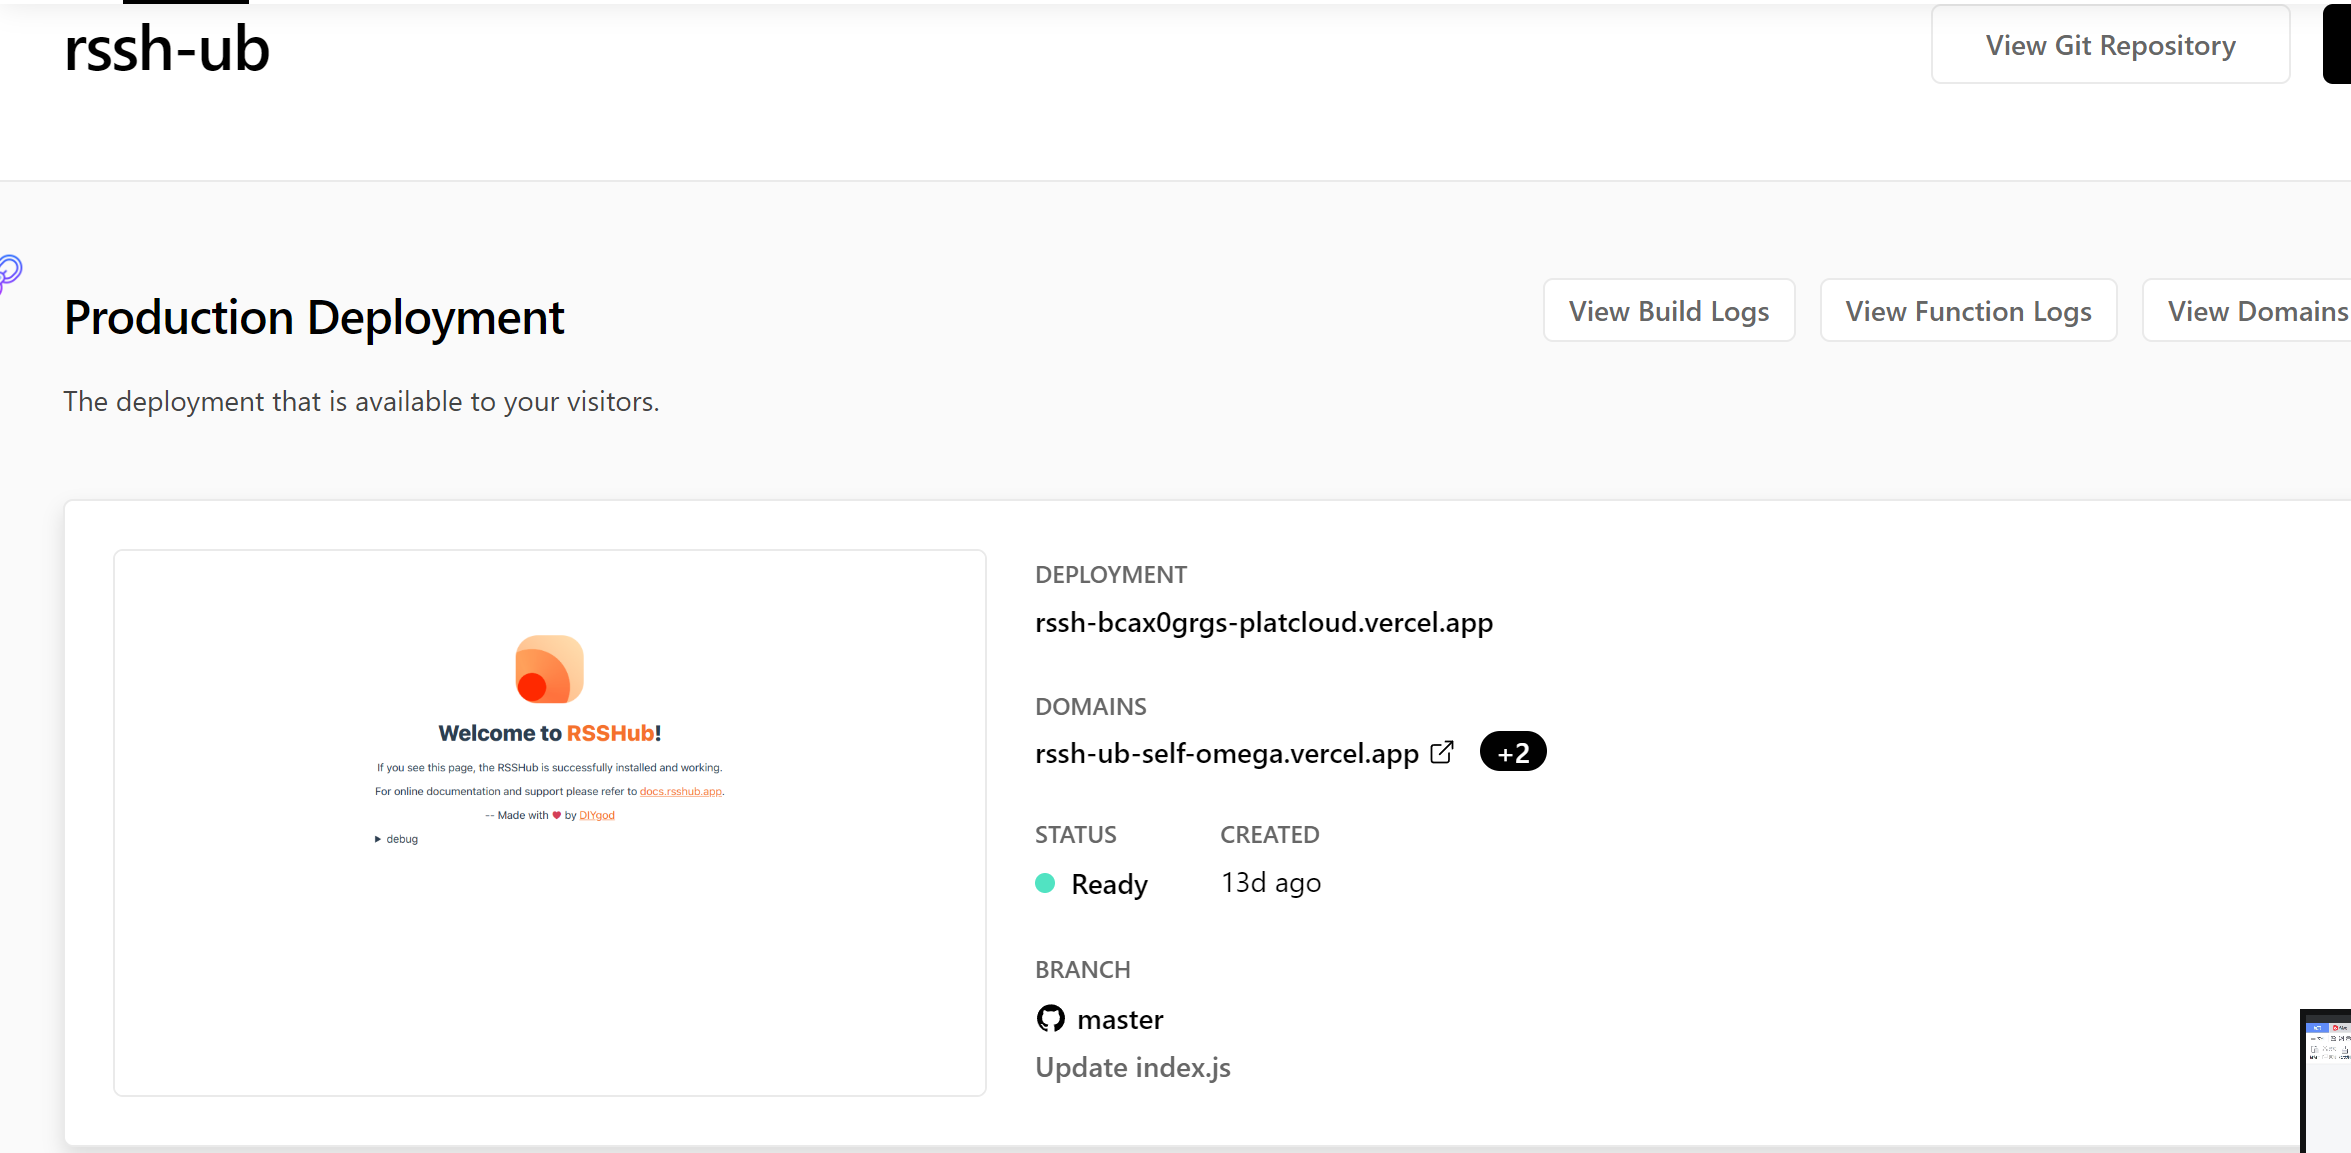 rssh-ub
View Git Repository
Production Deployment
View Build Logs
View Function Logs
View Domains
The deployment that is available to your visitors.
Welcome to RSSHub!
If you see this page, the RSSHub is successfully installed and working.
For online documentation and support please refer to docs.rsshub.app.
-- Made with ❤ by DIYgod
▶ debug
DEPLOYMENT
rssh-bcax0grgs-platcloud.vercel.app
DOMAINS
rssh-ub-self-omega.vercel.app
+2
STATUS
CREATED
Ready
13d ago
BRANCH
master
Update index.js